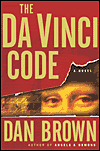 THE
DA VINCI
CODE
A NOVEL
DAN BROWN
AUTHOR OF ANGELS & DEMONS